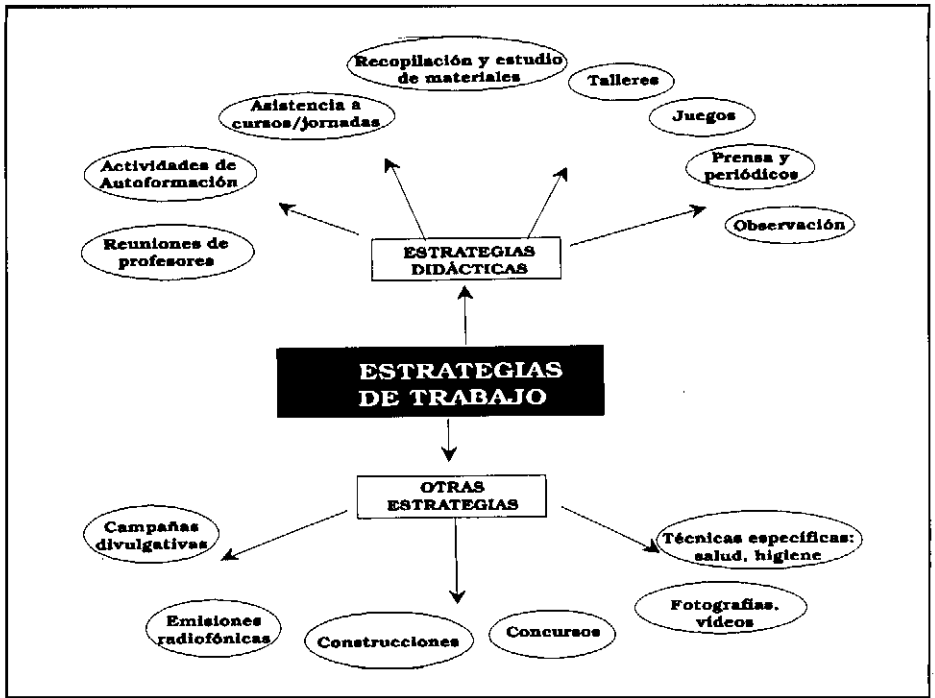 Recopilación y estudio
de materiales
Talleres
Asistencia a
cursos/jornadas
Juegos
Actividades de
Autoformación
Prensa y
periódicos
Reuniones de
profesores
Observación
ESTRATEGIAS
DIDÁCTICAS
ESTRATEGIAS
DE TRABAJO
OTRAS
ESTRATEGIAS
Campañas
divulgativas
Técnicas específicas:
salud, higiene
Emisiones
radiofónicas
Construcciones
Concursos
Fotografías,
vídeos